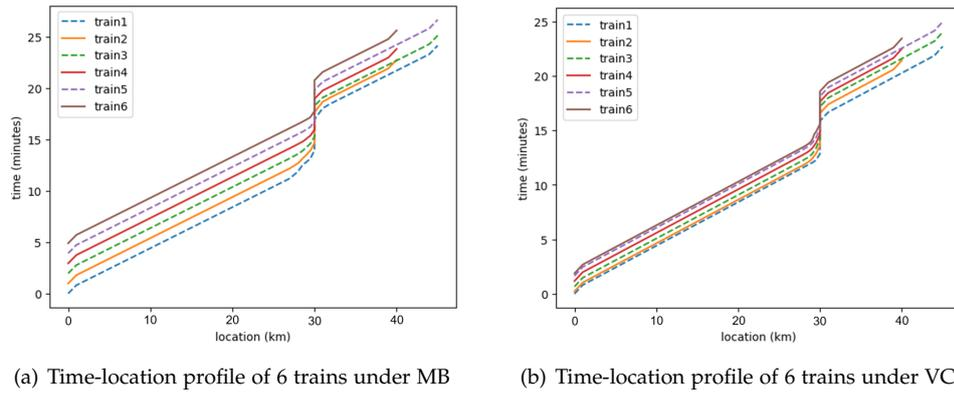 train1
train2
train3
train4
train5
train6
25
20
15
10
5
0
time (minutes)
0 10 20 30 40
location (km)
(a) Time-location profile of 6 trains under MB
train1
train2
train3
train4
train5
train6
25
20
15
10
5
0
time (minutes)
0 10 20 30 40
location (km)
(b) Time-location profile of 6 trains under VC